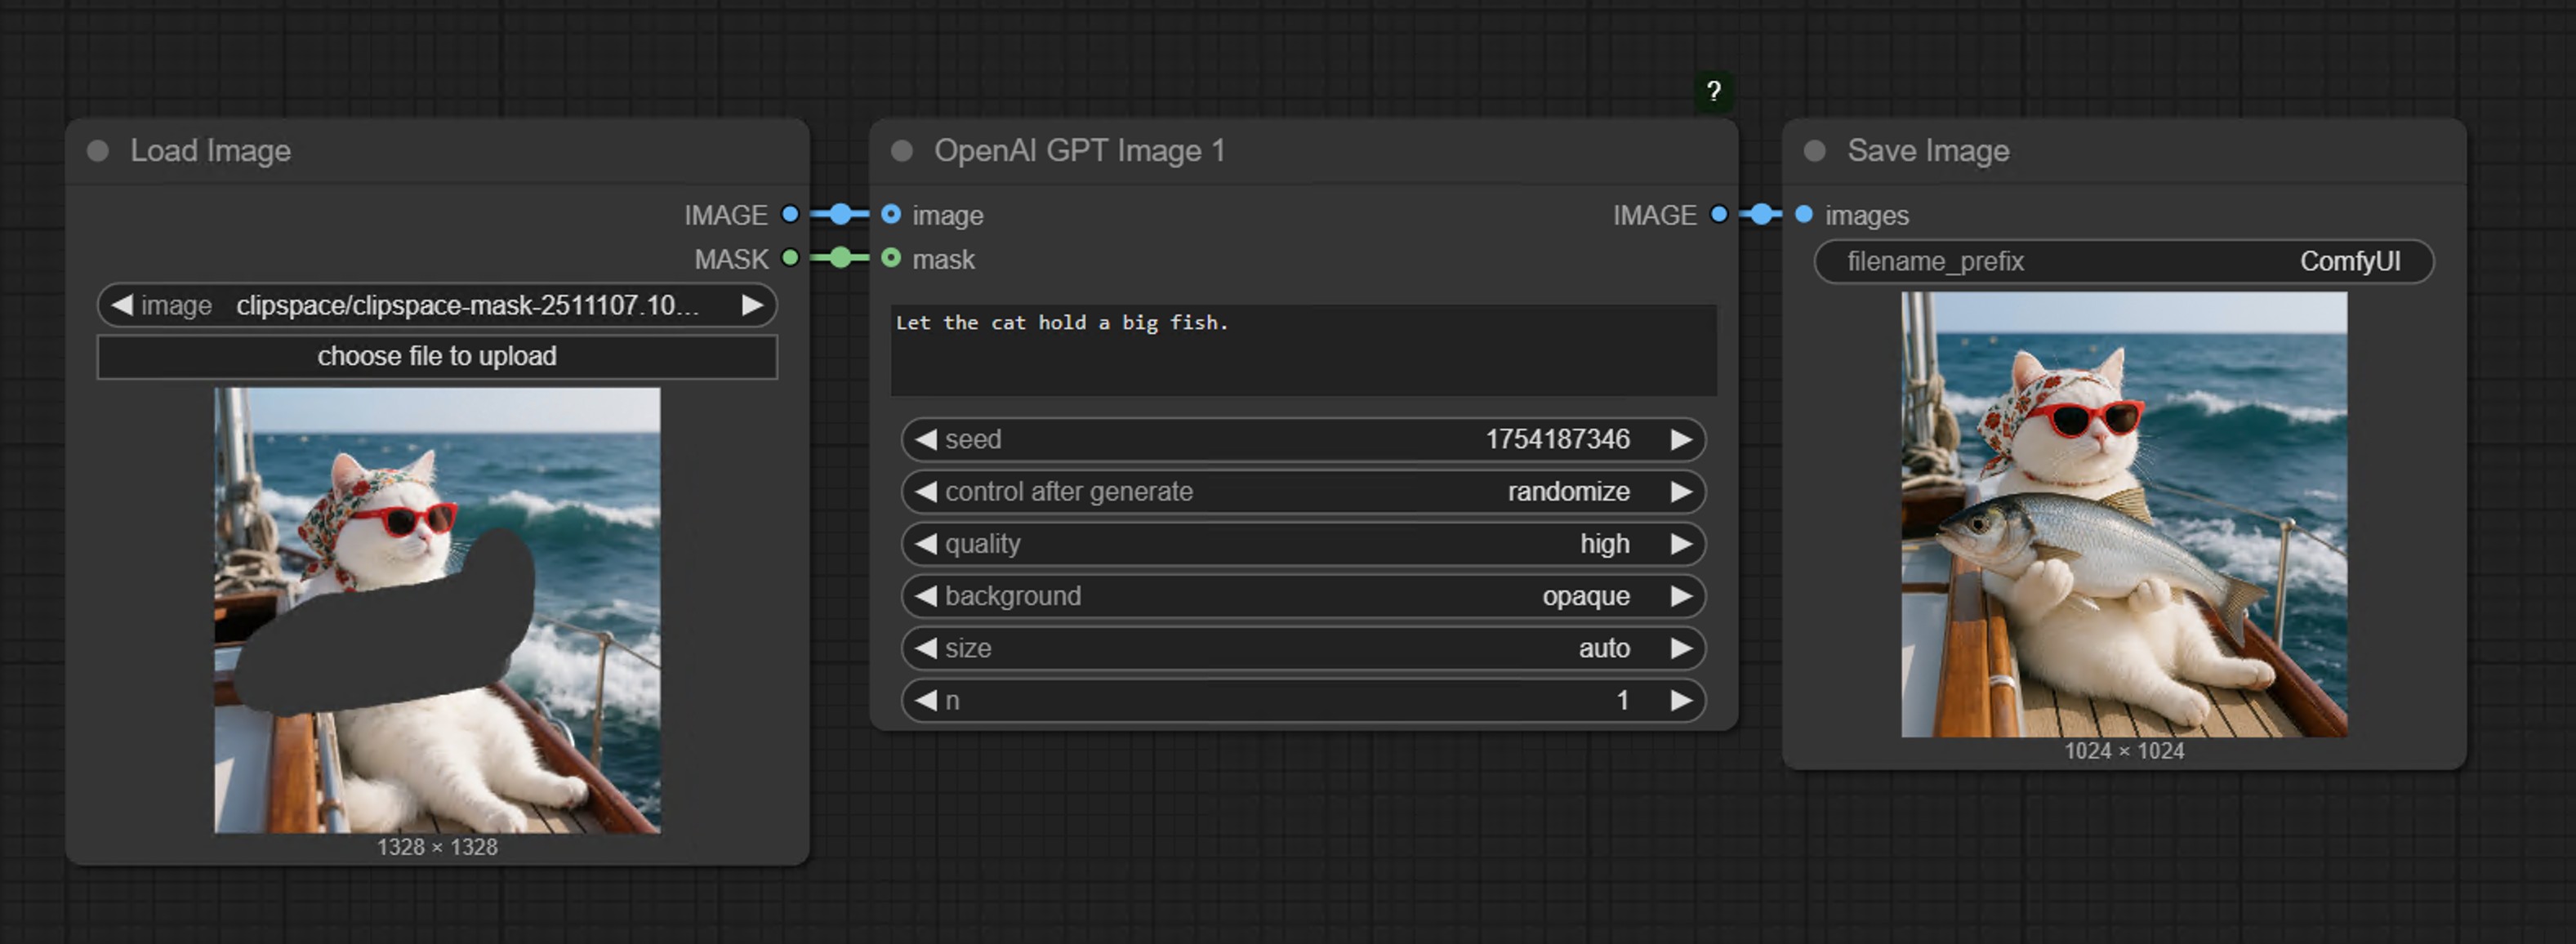 ?
Load Image
IMAGE
MASK
image clipspace/clipspace-mask-2511107.10...
choose file to upload
1328 × 1328
OpenAI GPT Image 1
image IMAGE
mask
Let the cat hold a big fish.
seed 1754187346
control after generate randomize
quality high
background opaque
size auto
n 1
Save Image
images
filename_prefix ComfyUI
1024 × 1024